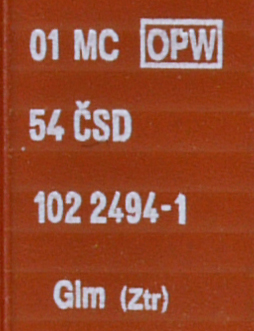 01 MC OPW
54 ČSD
102 2494-1
Glm (Ztr)